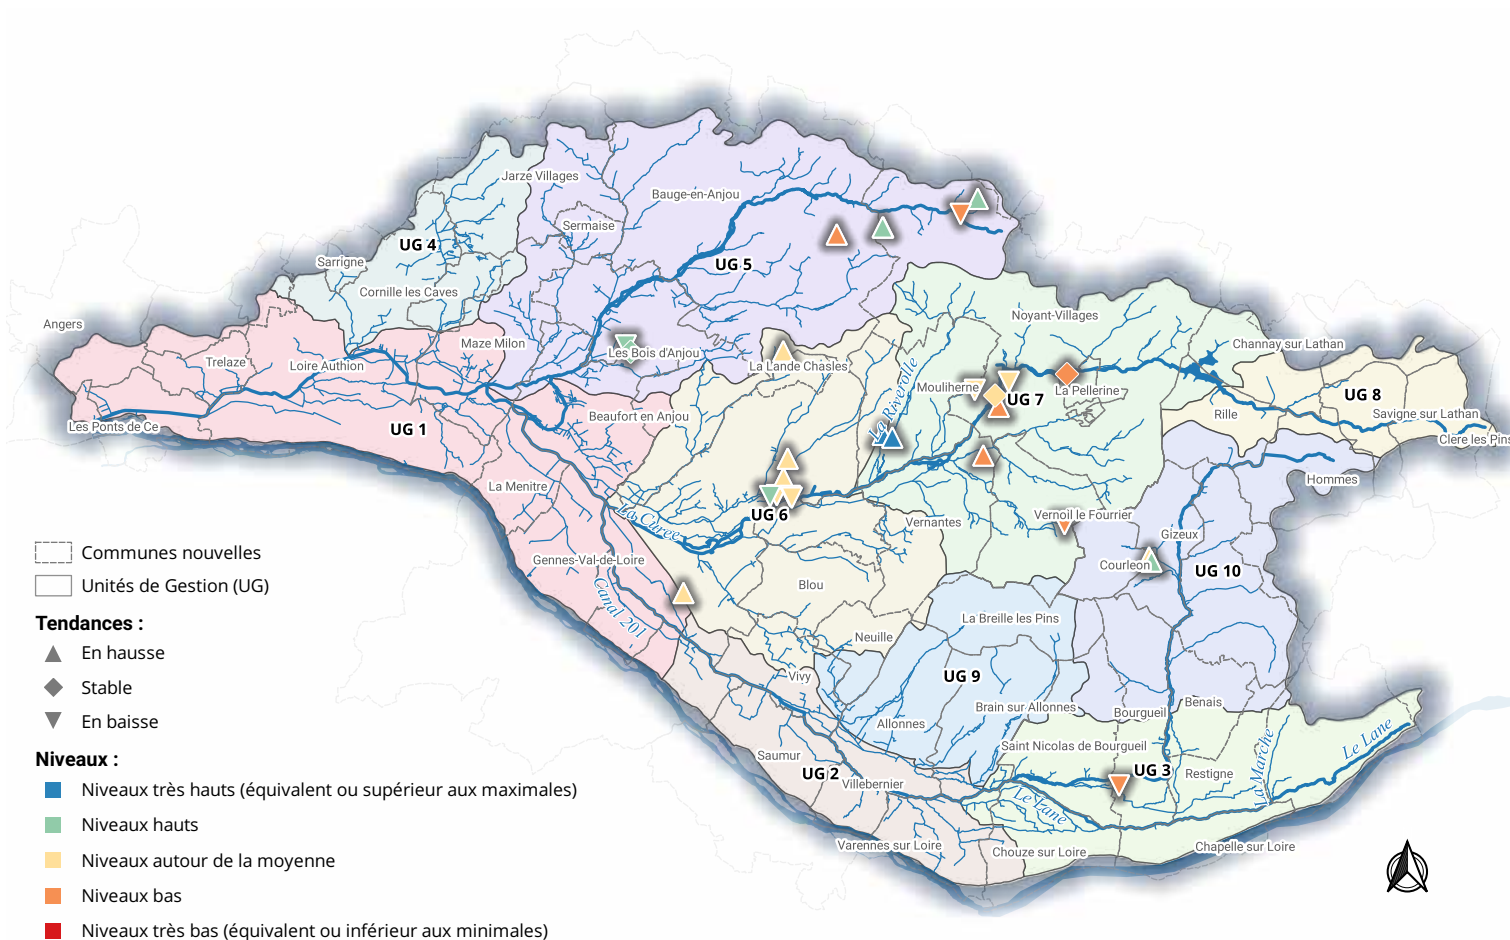 Jarze Villages
Bauge-en-Anjou
Sermaise
UG 4
Sarrigne
UG 5
Cornille les Caves
Angers
Noyant-Villages
Maze Milon
Channay sur Lathan
Les Bois d'Anjou
Trelaze
Loire Authion
La Lande Chasles
La Riverolle
Mouliherne
La Pellerine
UG 7
UG 8
Beaufort en Anjou
Rille
Savigne sur Lathan
Les Ponts de Ce
UG 1
Clere les Pins
Hommes
La Menitre
UG 6
La Curee
Vernantes
Vernoil le Fourrier
Gizeux
Gennes-Val-de-Loire
Courleon
UG 10
Blou
Canal 201
La Breille les Pins
Neuille
Vivy
UG 9
Brain sur Allonnes
Benais
Bourgueil
Allonnes
Saint Nicolas de Bourgueil
Le Lane
La Marche
Saumur
UG 2
Villebernier
UG 3
Restigne
Le Lane
Varennes sur Loire
Chouze sur Loire
Chapelle sur Loire
Communes nouvelles
Unités de Gestion (UG)
Tendances :
En hausse
Stable
En baisse
Niveaux :
Niveaux très hauts (équivalent ou supérieur aux maximales)
Niveaux hauts
Niveaux autour de la moyenne
Niveaux bas
Niveaux très bas (équivalent ou inférieur aux minimales)